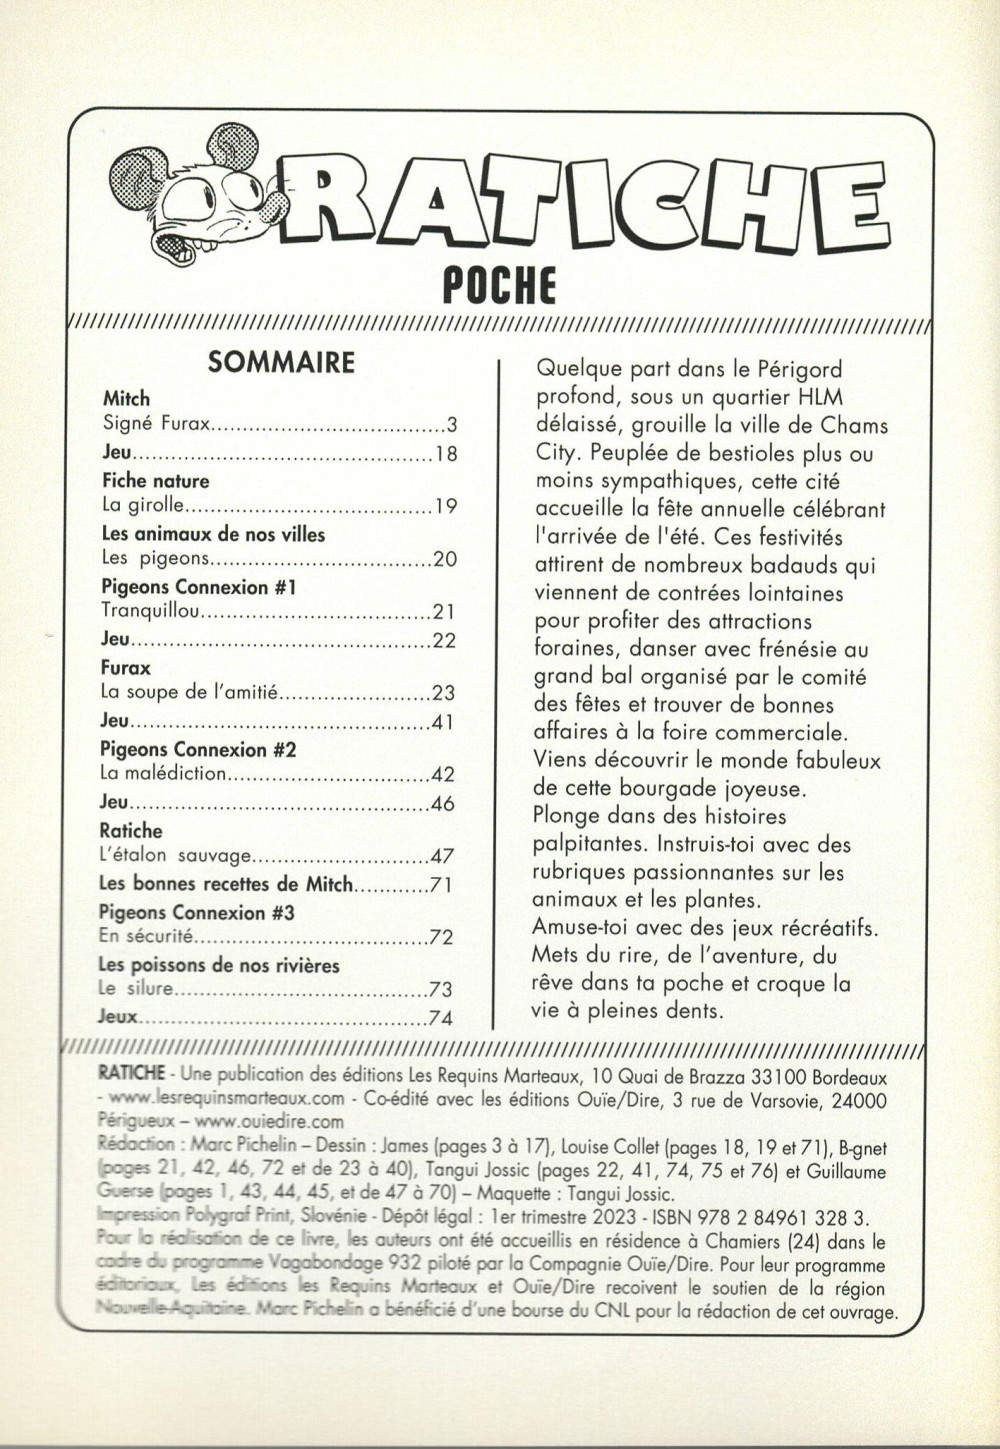 RATICHE
POCHE
SOMMAIRE
Mitch
Signé Furax.....................................3
Jeu................................................18
Fiche nature
La girolle.......................................19
Les animaux de nos villes
Les pigeons...................................20
Pigeons Connexion #1
Tranquillou.....................................21
Jeu................................................22
Furax
La soupe de l'amitié........................23
Jeu................................................41
Pigeons Connexion #2
La malédiction................................42
Jeu................................................46
Ratiche
L'étalon sauvage............................47
Les bonnes recettes de Mitch............71
Pigeons Connexion #3
En sécurité.....................................72
Les poissons de nos rivières
Le silure........................................73
Jeux..............................................74
Quelque part dans le Périgord
profond, sous un quartier HLM
délaissé, grouille la ville de Chams
City. Peuplée de bestioles plus ou
moins sympathiques, cette cité
accueille la fête annuelle célébrant
l'arrivée de l'été. Ces festivités
attirent de nombreux badauds qui
viennent de contrées lointaines
pour profiter des attractions
foraines, danser avec frénésie au
grand bal organisé par le comité
des fêtes et trouver de bonnes
affaires à la foire commerciale.
Viens découvrir le monde fabuleux
de cette bourgade joyeuse.
Plonge dans des histoires
palpitantes. Instruis-toi avec des
rubriques passionnantes sur les
animaux et les plantes.
Amuse-toi avec des jeux récréatifs.
Mets du rire, de l'aventure, du
rêve dans ta poche et croque la
vie à pleines dents.
RATICHE - Une publication des éditions Les Requins Marteaux, 10 Quai de Brazza 33100 Bordeaux
- www.lesrequinsmarteaux.com - Co-édité avec les éditions Ouïe/Dire, 3 rue de Varsovie, 24000
Périgueux – www.ouiedire.com
Rédaction : Marc Pichelin – Dessin : James (pages 3 à 17), Louise Collet (pages 18, 19 et 71), B-gnet
(pages 21, 42, 46, 72 et de 23 à 40), Tangui Jossic (pages 22, 41, 74, 75 et 76) et Guillaume
Guerse (pages 1, 43, 44, 45, et de 47 à 70) – Maquette : Tangui Jossic.
Impression Polygraf Print, Slovénie - Dépôt légal : 1er trimestre 2023 - ISBN 978 2 84961 328 3.
Pour la réalisation de ce livre, les auteurs ont été accueillis en résidence à Chamiers (24) dans le
cadre du programme Vagabondage 932 piloté par la Compagnie Ouïe/Dire. Pour leur programme
éditoriaux, Les éditions les Requins Marteaux et Ouïe/Dire recoivent le soutien de la région
Nouvelle-Aquitaine. Marc Pichelin a bénéficié d'une bourse du CNL pour la rédaction de cet ouvrage.